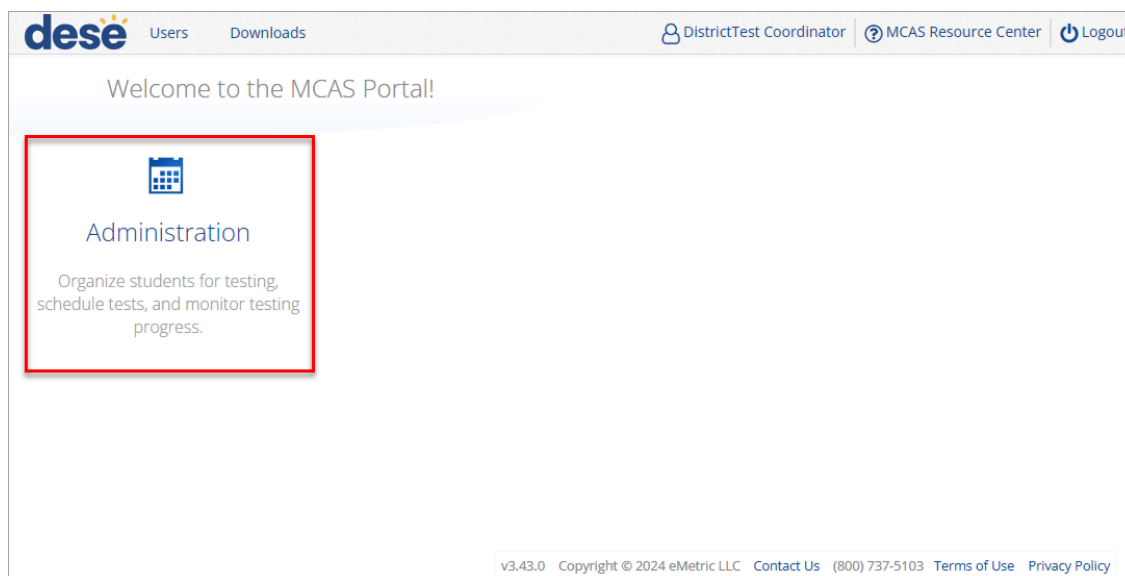 dese Users Downloads DistrictTest Coordinator MCAS Resource Center Logout
Welcome to the MCAS Portal!
Administration
Organize students for testing,
schedule tests, and monitor testing
progress.
v3.43.0 Copyright © 2024 eMetric LLC Contact Us (800) 737-5103 Terms of Use Privacy Policy